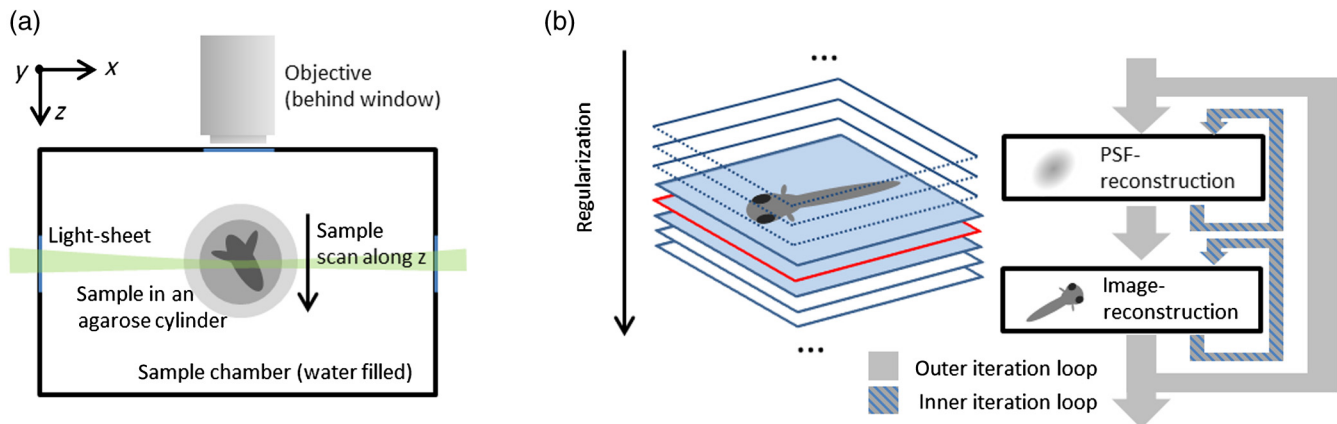 (a)
y
x
z
Objective
(behind window)
Light-sheet
Sample
scan along z
Sample in an
agarose cylinder
Sample chamber (water filled)
(b)
...
Regularization
...
PSF-
reconstruction
Image-
reconstruction
Outer iteration loop
Inner iteration loop